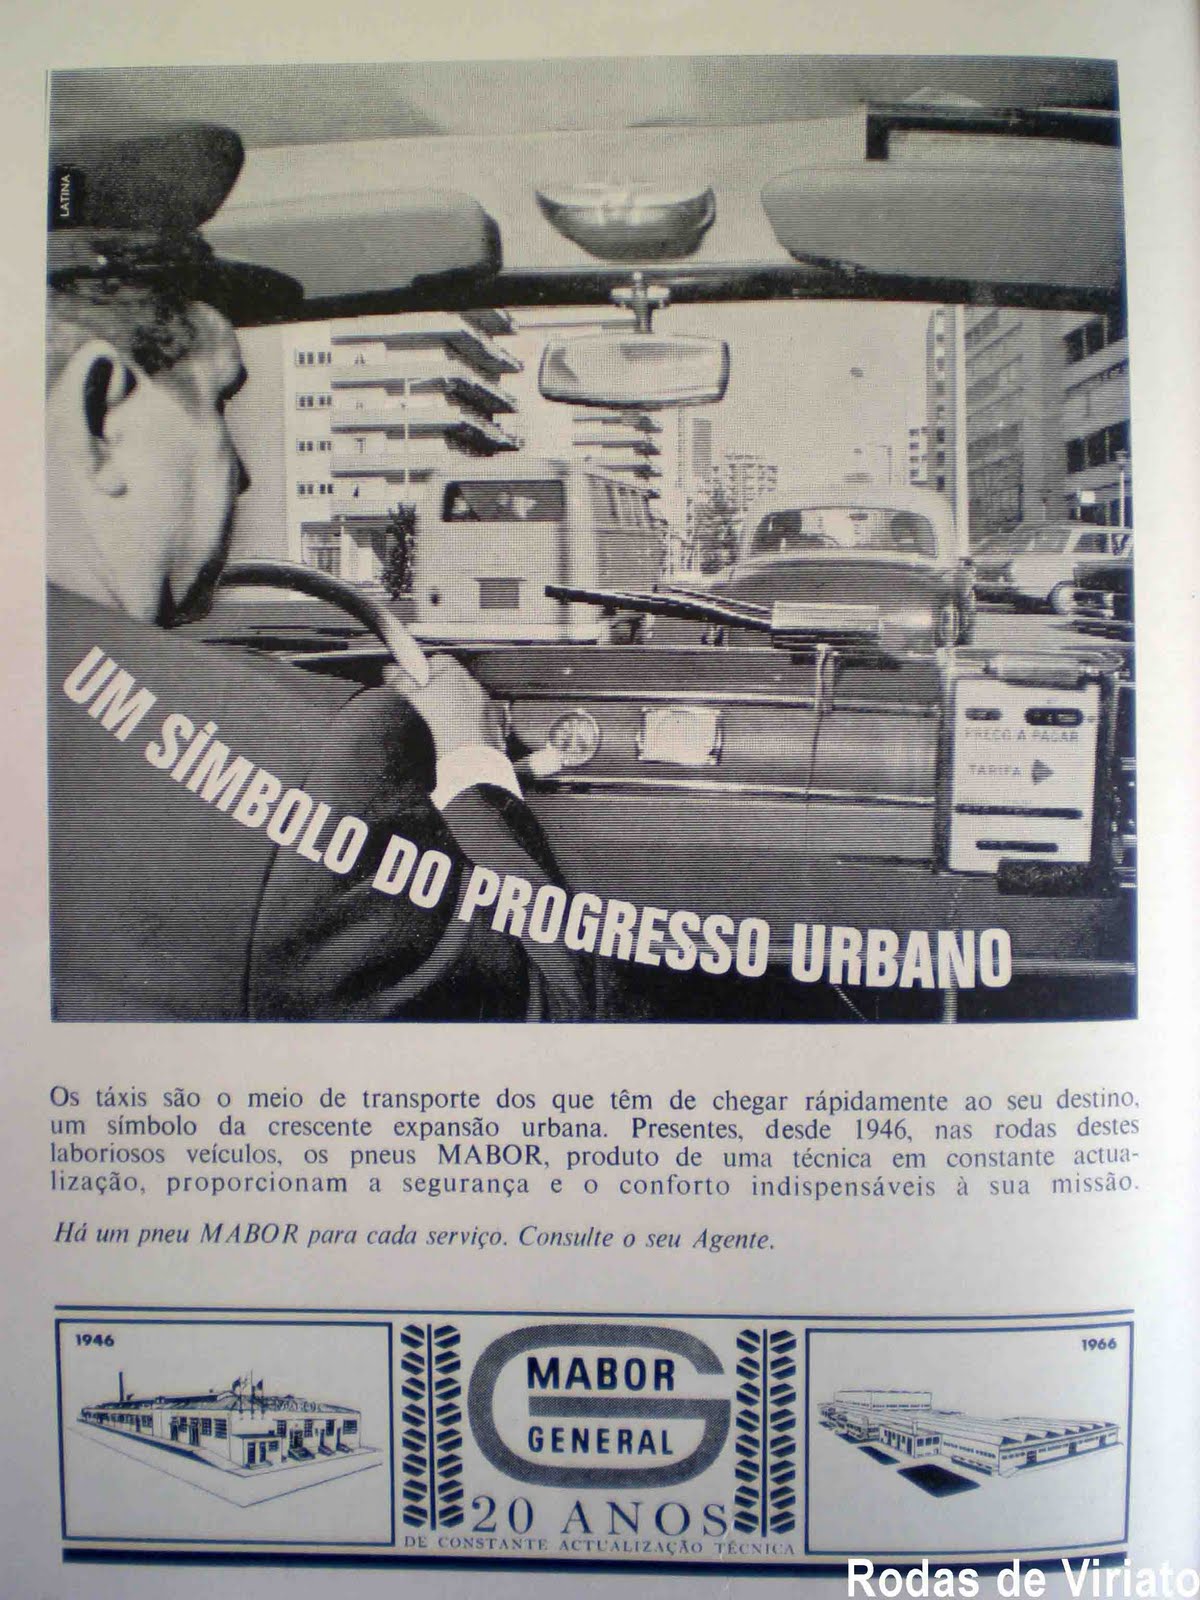 LATINA
PREÇO A PAGAR
TARIFA
UM SÍMBOLO DO PROGRESSO URBANO
Os táxis são o meio de transporte dos que têm de chegar rápidamente ao seu destino,
um símbolo da crescente expansão urbana. Presentes, desde 1946, nas rodas destes
laboriosos veículos, os pneus MABOR, produto de uma técnica em constante actua-
lização, proporcionam a segurança e o conforto indispensáveis à sua missão.
Há um pneu MABOR para cada serviço. Consulte o seu Agente.
1946
MABOR
GENERAL
20 ANOS
DE CONSTANTE ACTUALIZAÇÃO TÉCNICA
1966
Rodas de Viriato